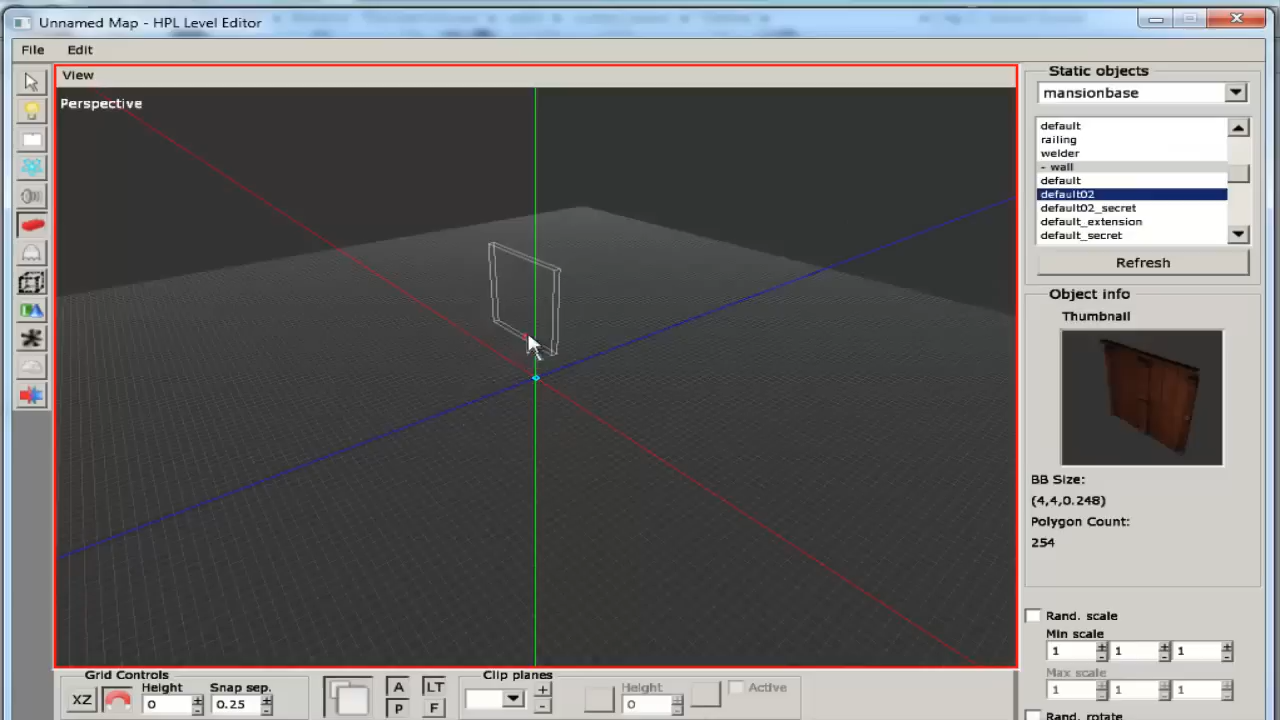 Unnamed Map - HPL Level Editor
File Edit
View
Perspective
Static objects
mansionbase
default
railing
welder
- wall
default
default02
default02_secret
default_extension
default_secret
Refresh
Object info
Thumbnail
BB Size:
(4,4,0.248)
Polygon Count:
254
Rand. scale
Min scale
1 1 1
Max scale
1 1 1
Rand. rotate
Grid Controls
XZ
Height
0
Snap sep.
0.25
A LT
P F
Clip planes
Height
0
Active